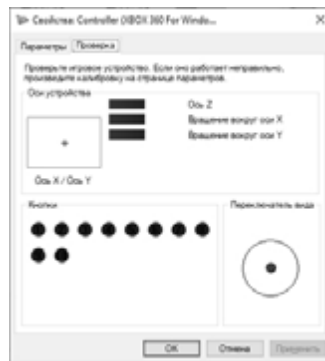 Свойства: Controller (XBOX 360 For Windo...
Параметры Проверка
Проверьте игровое устройство. Если оно работает неправильно,
произведите калибровку на странице параметров.
Оси устройства
Ось Z
Вращение вокруг оси X
Вращение вокруг оси Y
Ось X / Ось Y
Кнопки
Переключатель вида
OK Отмена Применить